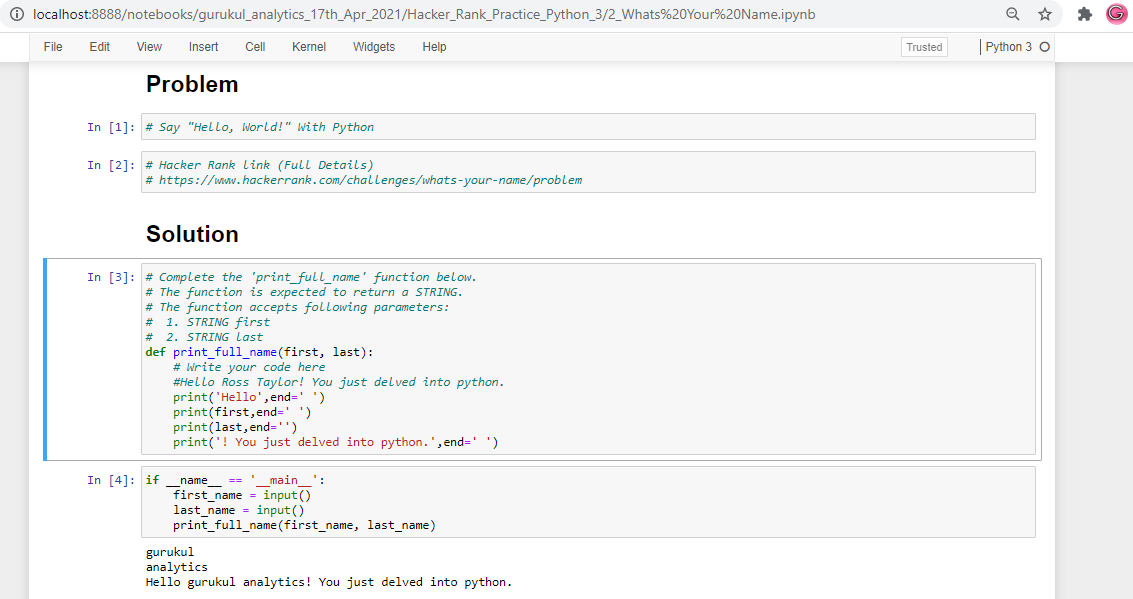 localhost:8888/notebooks/gurukul_analytics_17th_Apr_2021/Hacker_Rank_Practice_Python_3/2_Whats%20Your%20Name.ipynb
G
File Edit View Insert Cell Kernel Widgets Help Trusted Python 3
Problem
In [1]: # Say "Hello, World!" With Python
In [2]: # Hacker Rank link (Full Details)
# https://www.hackerrank.com/challenges/whats-your-name/problem
Solution
In [3]: # Complete the 'print_full_name' function below.
# The function is expected to return a STRING.
# The function accepts following parameters:
#  1. STRING first
#  2. STRING last
def print_full_name(first, last):
    # Write your code here
    #Hello Ross Taylor! You just delved into python.
    print('Hello',end=' ')
    print(first,end=' ')
    print(last,end='')
    print('! You just delved into python.',end=' ')
In [4]: if __name__ == '__main__':
    first_name = input()
    last_name = input()
    print_full_name(first_name, last_name)
gurukul
analytics
Hello gurukul analytics! You just delved into python.